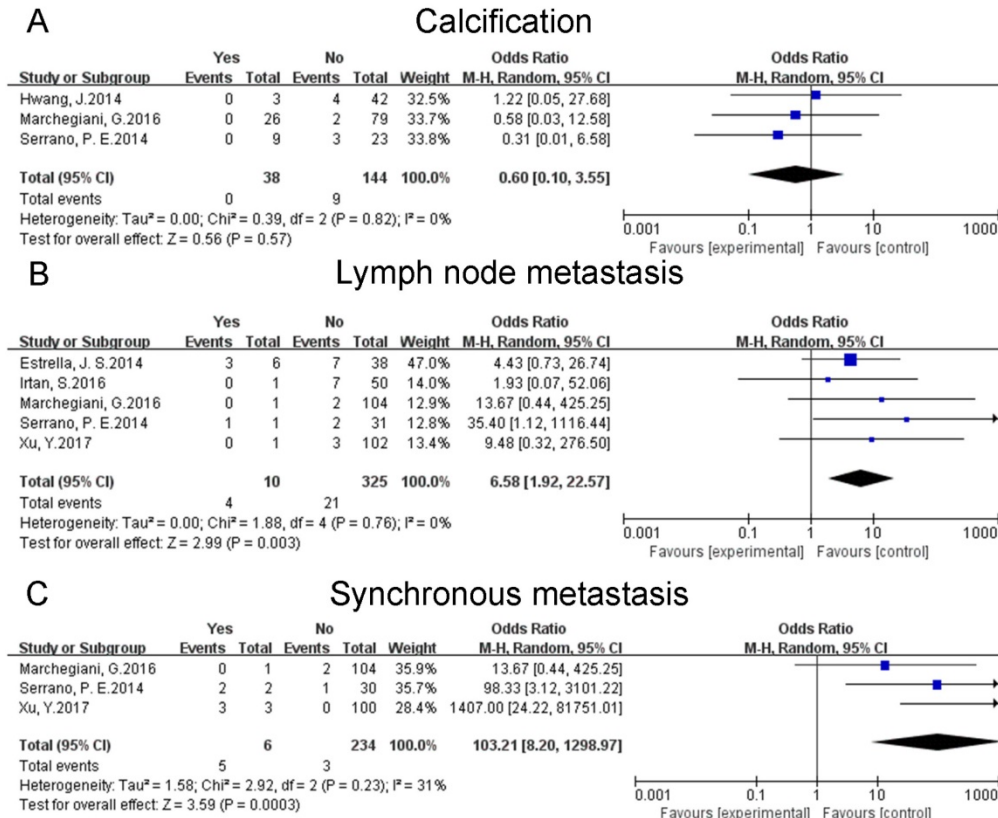 A Calcification
Yes No Odds Ratio Odds Ratio
Study or Subgroup Events Total Events Total Weight M-H, Random, 95% CI M-H, Random, 95% CI
Hwang, J.2014 0 3 4 42 32.5% 1.22 [0.05, 27.68]
Marchegiani, G.2016 0 26 2 79 33.7% 0.58 [0.03, 12.58]
Serrano, P. E.2014 0 9 3 23 33.8% 0.31 [0.01, 6.58]
Total (95% CI) 38 144 100.0% 0.60 [0.10, 3.55]
Total events 0 9
Heterogeneity: Tau² = 0.00; Chi² = 0.39, df = 2 (P = 0.82); I² = 0%
Test for overall effect: Z = 0.56 (P = 0.57)
0.001 0.1 1 10 1000
Favours [experimental] Favours [control]
B Lymph node metastasis
Yes No Odds Ratio Odds Ratio
Study or Subgroup Events Total Events Total Weight M-H, Random, 95% CI M-H, Random, 95% CI
Estrella, J. S.2014 3 6 7 38 47.0% 4.43 [0.73, 26.74]
Irtan, S.2016 0 1 7 50 14.0% 1.93 [0.07, 52.06]
Marchegiani, G.2016 0 1 2 104 12.9% 13.67 [0.44, 425.25]
Serrano, P. E.2014 1 1 2 31 12.8% 35.40 [1.12, 1116.44]
Xu, Y.2017 0 1 3 102 13.4% 9.48 [0.32, 276.50]
Total (95% CI) 10 325 100.0% 6.58 [1.92, 22.57]
Total events 4 21
Heterogeneity: Tau² = 0.00; Chi² = 1.88, df = 4 (P = 0.76); I² = 0%
Test for overall effect: Z = 2.99 (P = 0.003)
0.001 0.1 1 10 1000
Favours [experimental] Favours [control]
C Synchronous metastasis
Yes No Odds Ratio Odds Ratio
Study or Subgroup Events Total Events Total Weight M-H, Random, 95% CI M-H, Random, 95% CI
Marchegiani, G.2016 0 1 2 104 35.9% 13.67 [0.44, 425.25]
Serrano, P. E.2014 2 2 1 30 35.7% 98.33 [3.12, 3101.22]
Xu, Y.2017 3 3 0 100 28.4% 1407.00 [24.22, 81751.01]
Total (95% CI) 6 234 100.0% 103.21 [8.20, 1298.97]
Total events 5 3
Heterogeneity: Tau² = 1.58; Chi² = 2.92, df = 2 (P = 0.23); I² = 31%
Test for overall effect: Z = 3.59 (P = 0.0003)
0.001 0.1 1 10 1000
Favours [experimental] Favours [control]